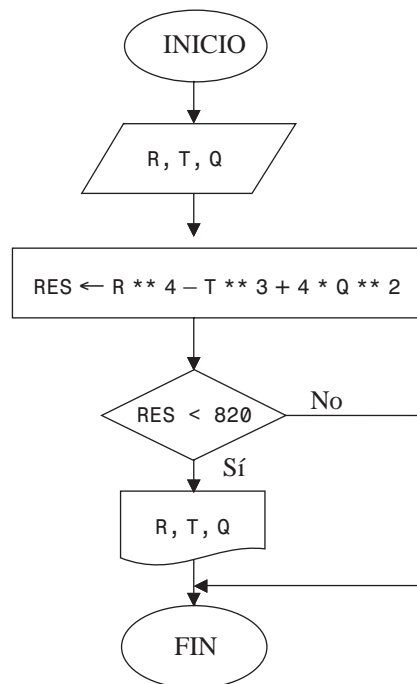 INICIO
R, T, Q
RES ← R ** 4 – T ** 3 + 4 * Q ** 2
RES < 820
No
Sí
R, T, Q
FIN